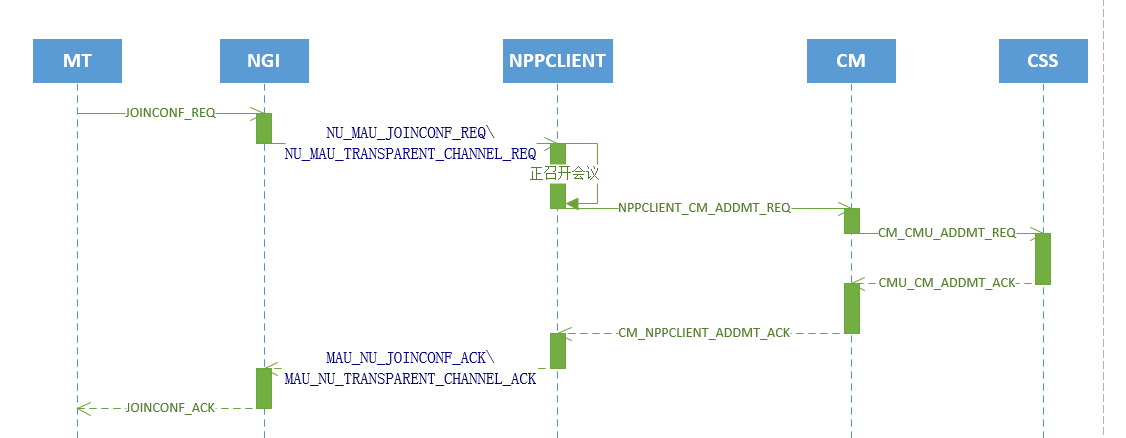 MT
NGI
NPPCLIENT
CM
CSS
JOINCONF_REQ
NU_MAU_JOINCONF_REQ\
NU_MAU_TRANSPARENT_CHANNEL_REQ
正召开会议
NPPCLIENT_CM_ADDMT_REQ
CM_CMU_ADDMT_REQ
CMU_CM_ADDMT_ACK
CM_NPPCLIENT_ADDMT_ACK
MAU_NU_JOINCONF_ACK\
MAU_NU_TRANSPARENT_CHANNEL_ACK
JOINCONF_ACK